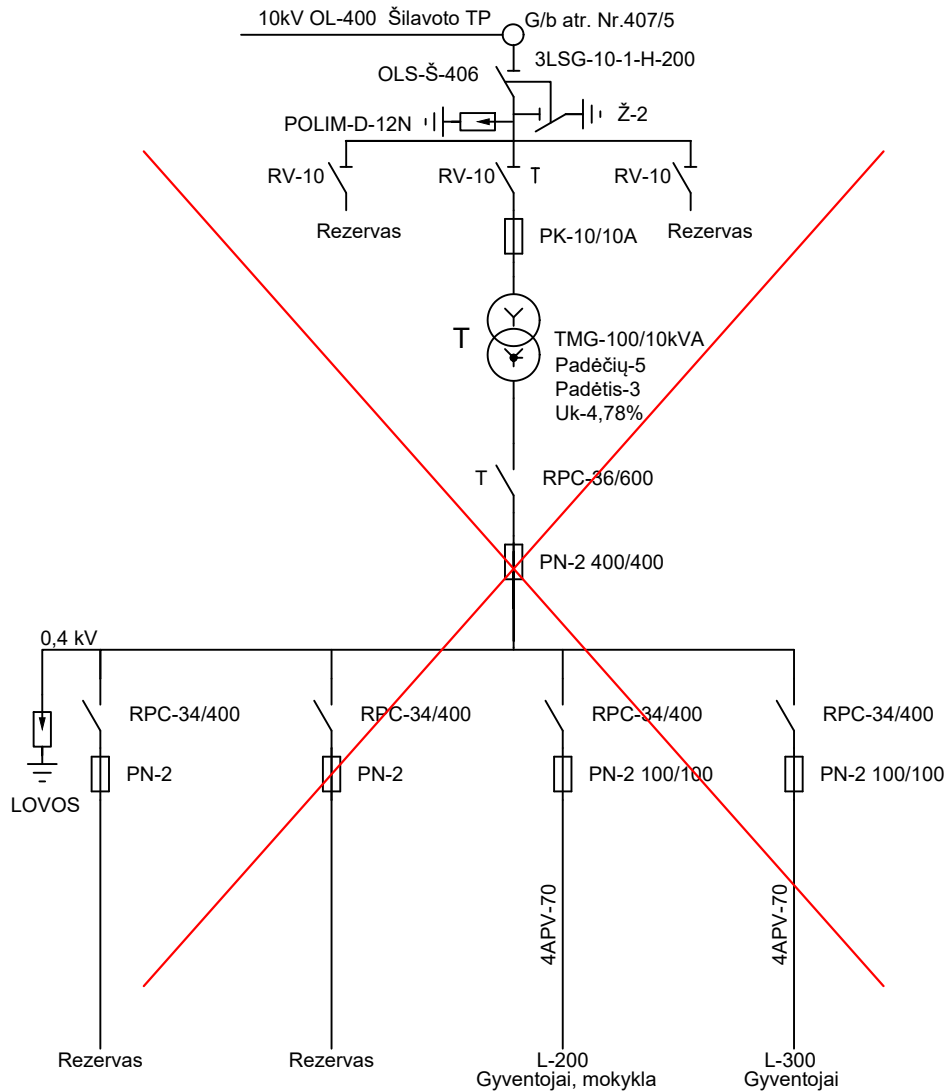 10kV OL-400 Šilavoto TP
G/b atr. Nr.407/5
3LSG-10-1-H-200
OLS-Š-406
POLIM-D-12N
Ž-2
RV-10
RV-10
T
RV-10
Rezervas
PK-10/10A
Rezervas
T
TMG-100/10kVA
Padėčių-5
Padėtis-3
Uk-4,78%
T
RPC-36/600
PN-2 400/400
0,4 kV
RPC-34/400
RPC-34/400
RPC-34/400
RPC-34/400
PN-2
PN-2
PN-2 100/100
PN-2 100/100
LOVOS
4APV-70
4APV-70
Rezervas
Rezervas
L-200
Gyventojai, mokykla
L-300
Gyventojai